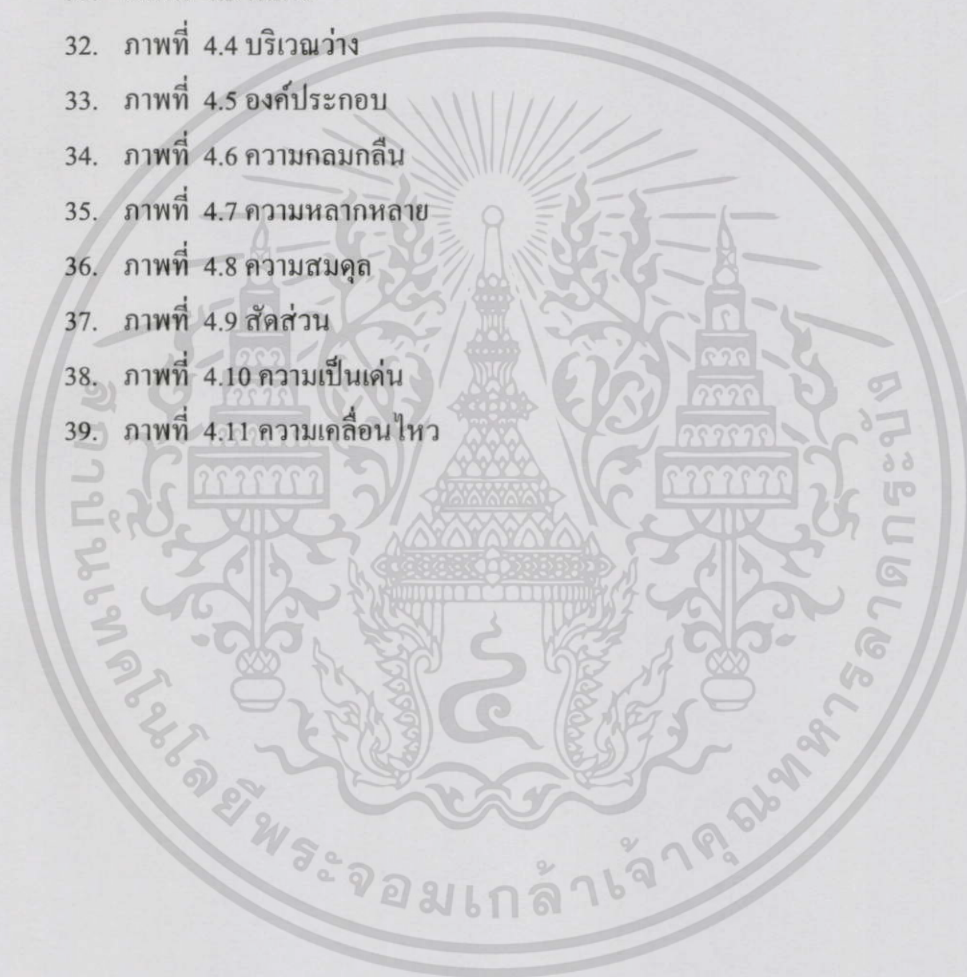 32. ภาพที่ 4.4 บริเวณว่าง
33. ภาพที่ 4.5 องค์ประกอบ
34. ภาพที่ 4.6 ความกลมกลืน
35. ภาพที่ 4.7 ความหลากหลาย
36. ภาพที่ 4.8 ความสมดุล
37. ภาพที่ 4.9 สัดส่วน
38. ภาพที่ 4.10 ความเป็นเด่น
39. ภาพที่ 4.11 ความเคลื่อนไหว
สถาบันเทคโนโลยีพระจอมเกล้าเจ้าคุณทหารลาดกระบัง